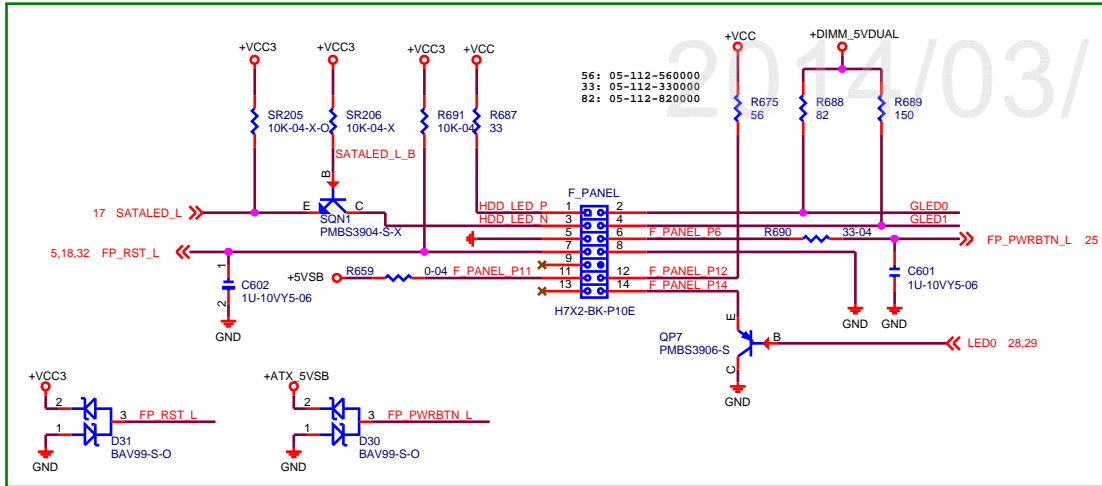 2014/03/
+VCC3 +VCC3 +VCC3 +VCC +VCC +DIMM_5VDUAL
56: 05-112-560000
33: 05-112-330000
82: 05-112-820000
SR205 SR206 R691 R687 R675 R688 R689
10K-04-X-O 10K-04-X 10K-04 33 56 82 150
SATALED_L_B
B
F_PANEL
17 SATALED_L E C HDD_LED_P 1 2 GLED0
SQN1 HDD_LED_N 3 4 GLED1
PMBS3904-S-X
5 6 F_PANEL_P6 R690 33-04 FP_PWRBTN_L 25
5,18,32 FP_RST_L 7 8
9
1 +5VSB R659 0-04 F_PANEL_P11 11 12 F_PANEL_P12
C602 C601
1U-10VY5-06 1U-10VY5-06
2 13 14 F_PANEL_P14
H7X2-BK-P10E
GND GND GND
E
QP7 B LED0 28,29
PMBS3906-S
C
GND
+VCC3 +ATX_5VSB
2 3 FP_RST_L 2 3 FP_PWRBTN_L
1 1
D31 D30
BAV99-S-O BAV99-S-O
GND GND